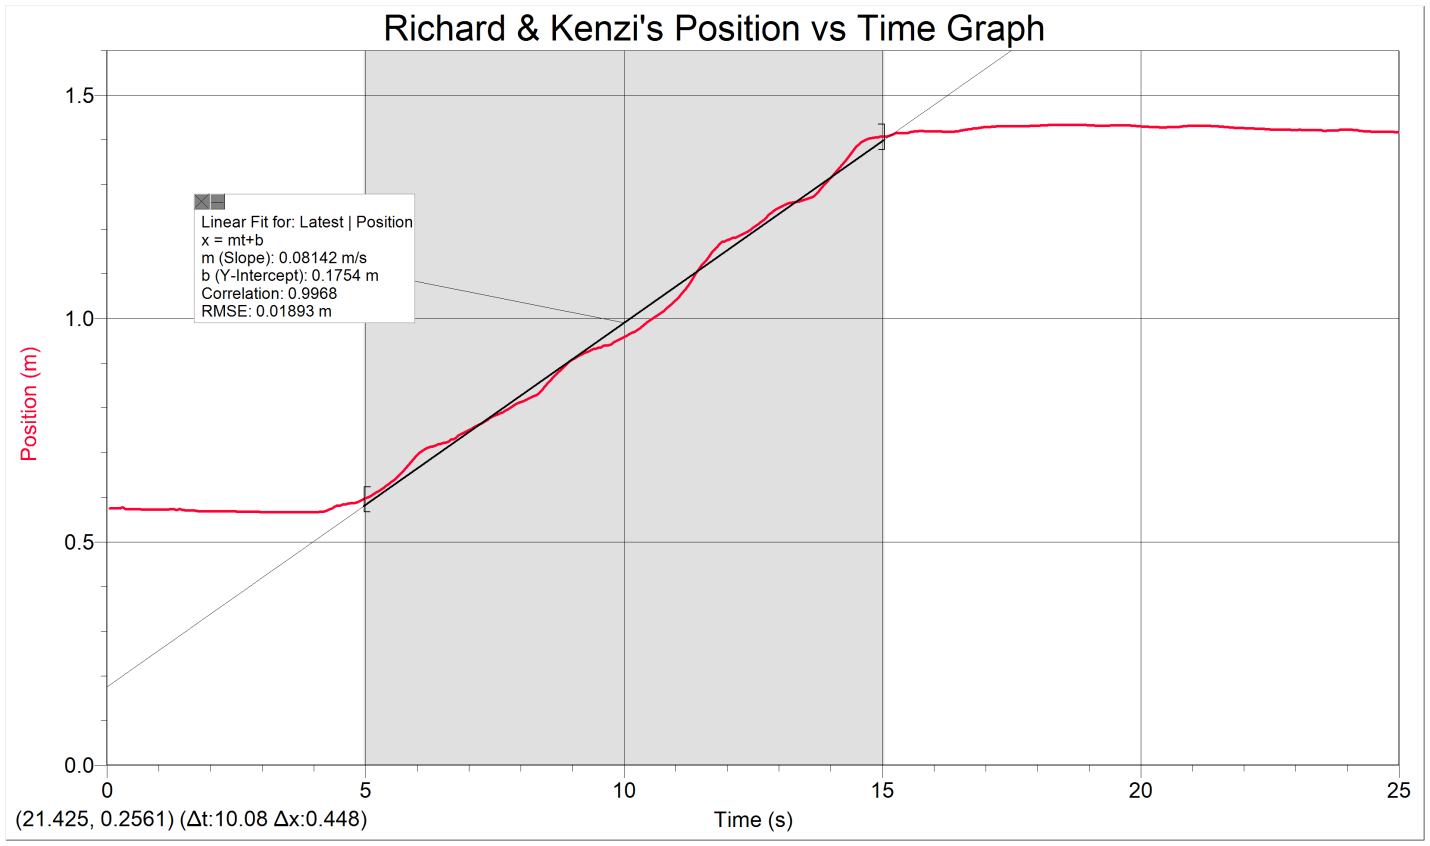 Richard & Kenzi's Position vs Time Graph
1.5
Linear Fit for: Latest | Position
x = mt+b
m (Slope): 0.08142 m/s
b (Y-Intercept): 0.1754 m
Correlation: 0.9968
RMSE: 0.01893 m
1.0
Position (m)
0.5
0.0
0 5 10 15 20 25
(21.425, 0.2561) (Δt:10.08 Δx:0.448) Time (s)